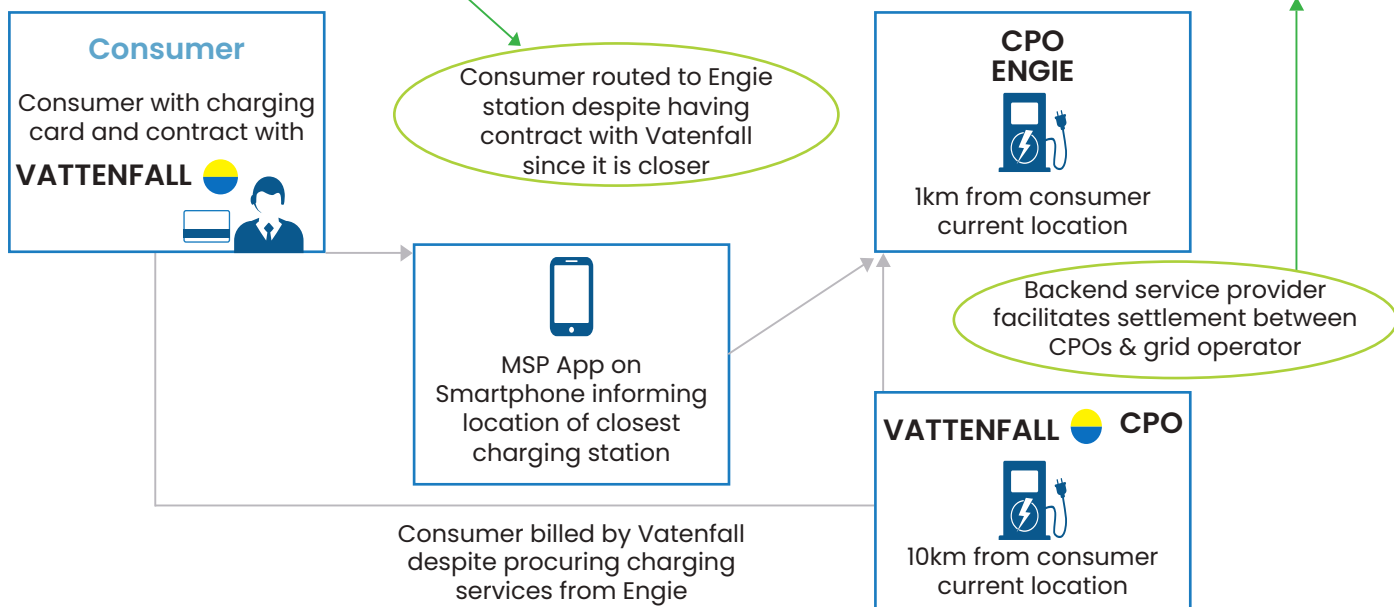 Consumer
Consumer with charging
card and contract with
VATTENFALL
Consumer routed to Engie
station despite having
contract with Vatenfall
since it is closer
CPO
ENGIE
1km from consumer
current location
MSP App on
Smartphone informing
location of closest
charging station
Backend service provider
facilitates settlement between
CPOs & grid operator
VATTENFALL CPO
10km from consumer
current location
Consumer billed by Vatenfall
despite procuring charging
services from Engie